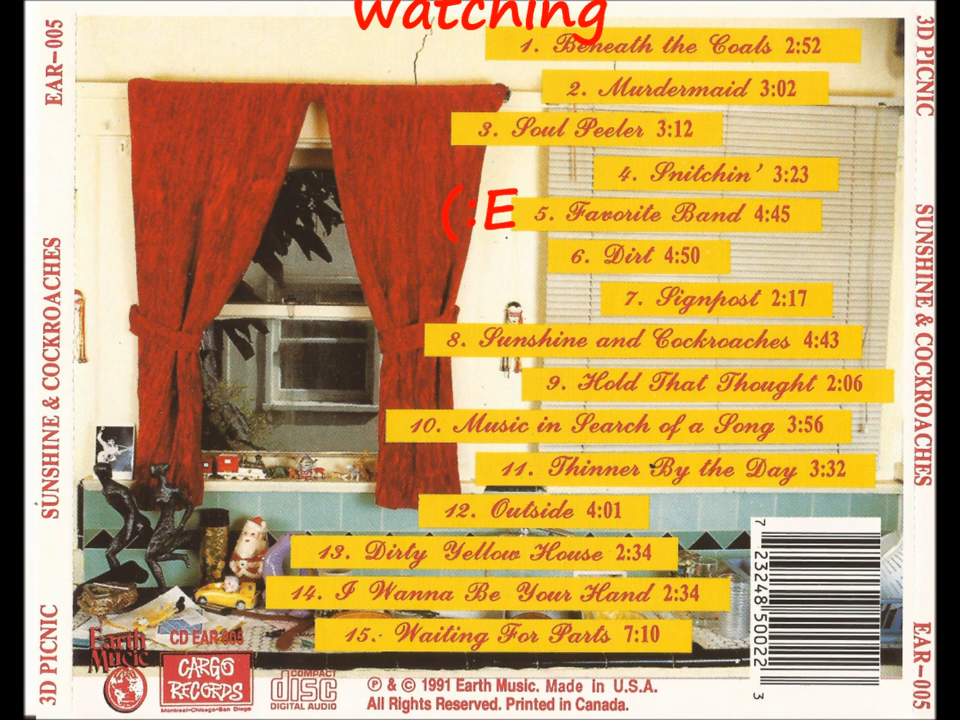 watching
1. Beneath the Coals 2:52
2. Murdermaid 3:02
3. Soul Peeler 3:12
4. Snitchin' 3:23
(:E
5. Favorite Band 4:45
6. Dirt 4:50
7. Signpost 2:17
8. Sunshine and Cockroaches 4:43
9. Hold That Thought 2:06
10. Music in Search of a Song 3:56
11. Thinner By the Day 3:32
12. Outside 4:01
13. Dirty Yellow House 2:34
14. I Wanna Be Your Hand 2:34
15. Waiting For Parts 7:10
EAR-005
SUNSHINE & COCKROACHES
3D PICNIC
3D PICNIC
SUNSHINE & COCKROACHES
EAR-005
Earth
Music
CD EAR 005
CARGO
RECORDS
Montreal•Chicago•San Diego
COMPACT
disc
DIGITAL AUDIO
℗ & © 1991 Earth Music. Made in U.S.A.
All Rights Reserved. Printed in Canada.
7 23248 50022 3